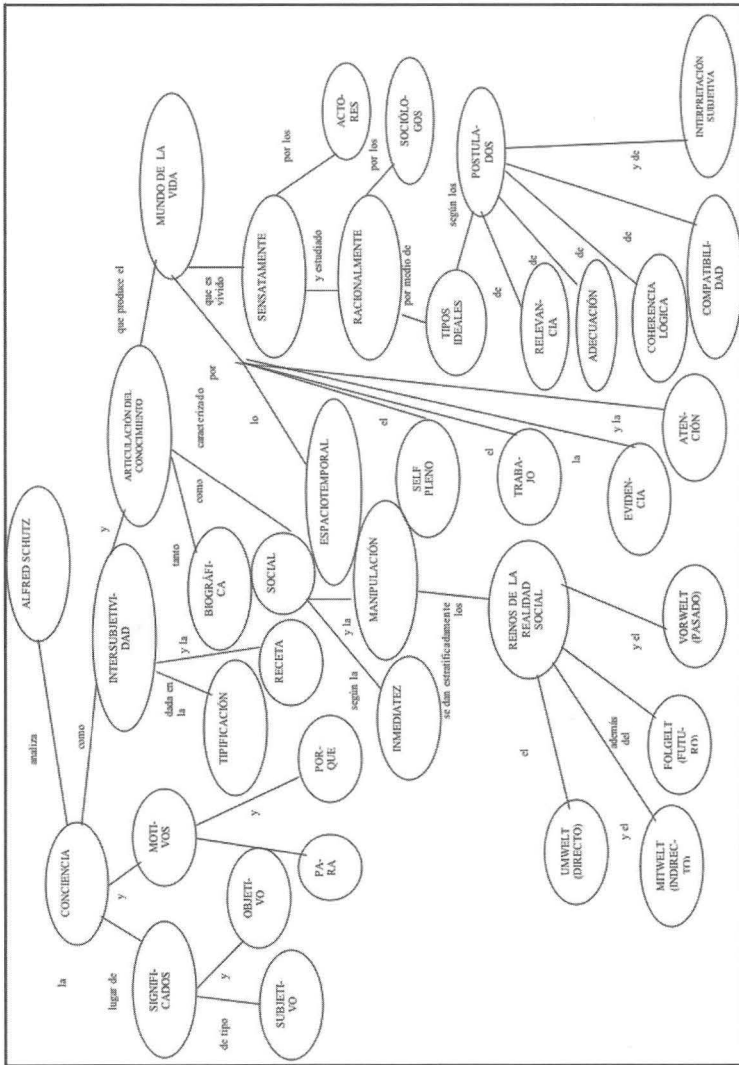 ALFRED SCHUTZ
analiza
la
CONCIENCIA
como
INTERSUBJETIVI-
DAD
y
ARTICULACIÓN DEL
CONOCIMIENTO
que produce el
MUNDO DE LA
VIDA
lugar de
SIGNIFI-
CADOS
y
MOTI-
VOS
de tipo
SUBJETI-
VO
y
OBJETI-
VO
PA-
RA
y
POR-
QUE
dada en
la
TIPIFICACIÓN
y la
RECETA
tanto
BIOGRÁFI-
CA
como
SOCIAL
según la
INMEDIATEZ
y la
MANIPULACIÓN
se dan estratificadamente
los
REINOS DE LA
REALIDAD
SOCIAL
el
UMWELT
(DIRECTO)
y el
MITWELT
(INDIREC-
TO)
además
del
FOLGELT
(FUTU-
RO)
y el
VORWELT
(PASADO)
caracterizado
por
lo
ESPACIOTEMPORAL
el
SELF
PLENO
el
TRABA-
JO
la
EVIDEN-
CIA
y la
ATEN-
CIÓN
que es
vivido
SENSATAMENTE
por los
ACTO-
RES
y estudiado
RACIONALMENTE
por los
SOCIÓLO-
GOS
por medio de
TIPOS
IDEALES
según los
POSTULA-
DOS
de
RELEVAN-
CIA
de
ADECUACIÓN
de
COHERENCIA
LÓGICA
de
COMPATIBILI-
DAD
y de
INTERPRETACIÓN
SUBJETIVA